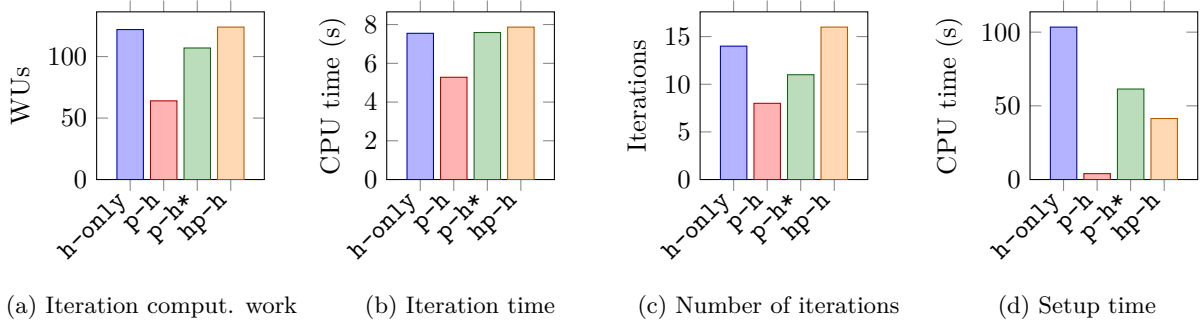 WUs
100
50
0
h-only
p-h
p-h*
hp-h
(a) Iteration comput. work
CPU time (s)
8
6
4
2
0
h-only
p-h
p-h*
hp-h
(b) Iteration time
Iterations
15
10
5
0
h-only
p-h
p-h*
hp-h
(c) Number of iterations
CPU time (s)
100
50
0
h-only
p-h
p-h*
hp-h
(d) Setup time